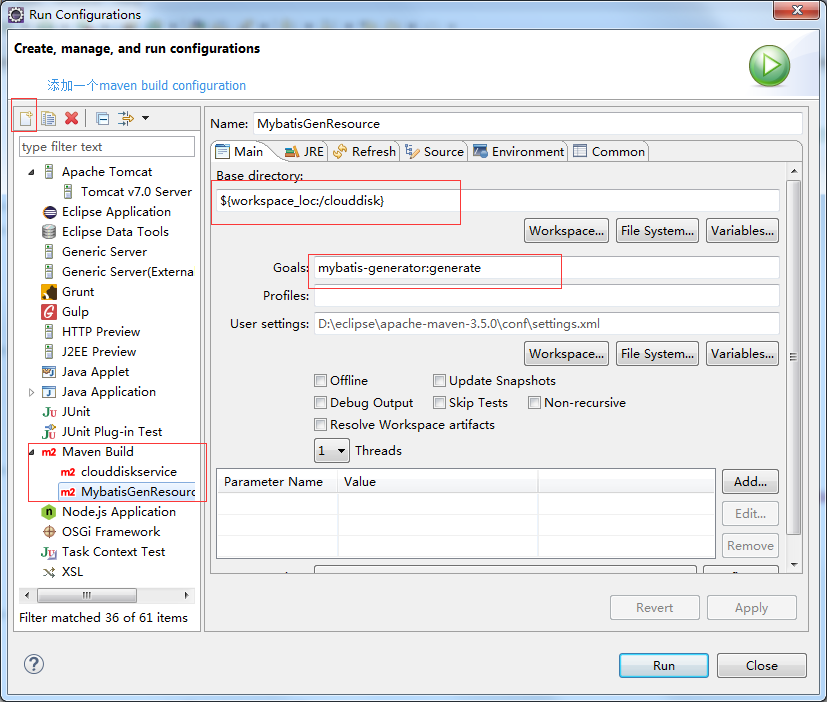 Run Configurations
Create, manage, and run configurations
添加一个maven build configuration
type filter text
Apache Tomcat
Tomcat v7.0 Server
Eclipse Application
Eclipse Data Tools
Generic Server
Generic Server(Externa
Grunt
Gulp
HTTP Preview
J2EE Preview
Java Applet
Java Application
JUnit
JUnit Plug-in Test
Maven Build
clouddiskservice
MybatisGenResourc
Node.js Application
OSGi Framework
Task Context Test
XSL
Filter matched 36 of 61 items
Name: MybatisGenResource
Main JRE Refresh Source Environment Common
Base directory:
${workspace_loc:/clouddisk}
Workspace... File System... Variables...
Goals: mybatis-generator:generate
Profiles:
User settings: D:\eclipse\apache-maven-3.5.0\conf\settings.xml
Workspace... File System... Variables...
Offline Update Snapshots
Debug Output Skip Tests Non-recursive
Resolve Workspace artifacts
1 Threads
Parameter Name Value
Add...
Edit...
Remove
Revert Apply
Run Close